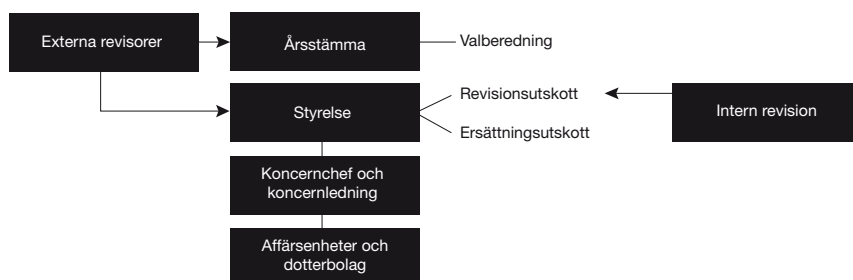 Externa revisorer
Årsstämma
Valberedning
Styrelse
Revisionsutskott
Ersättningsutskott
Intern revision
Koncernchef och
koncernledning
Affärsenheter och
dotterbolag